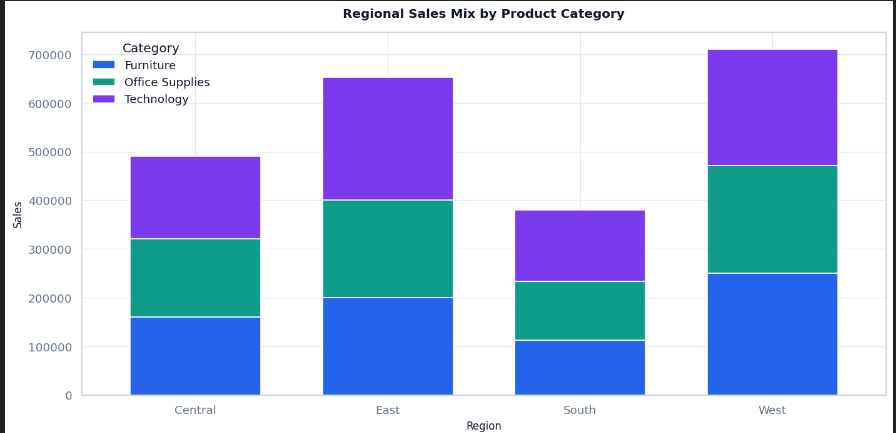 Regional Sales Mix by Product Category
Category
Furniture
Office Supplies
Technology
700000
600000
500000
400000
300000
200000
100000
0
Sales
Central
East
South
West
Region